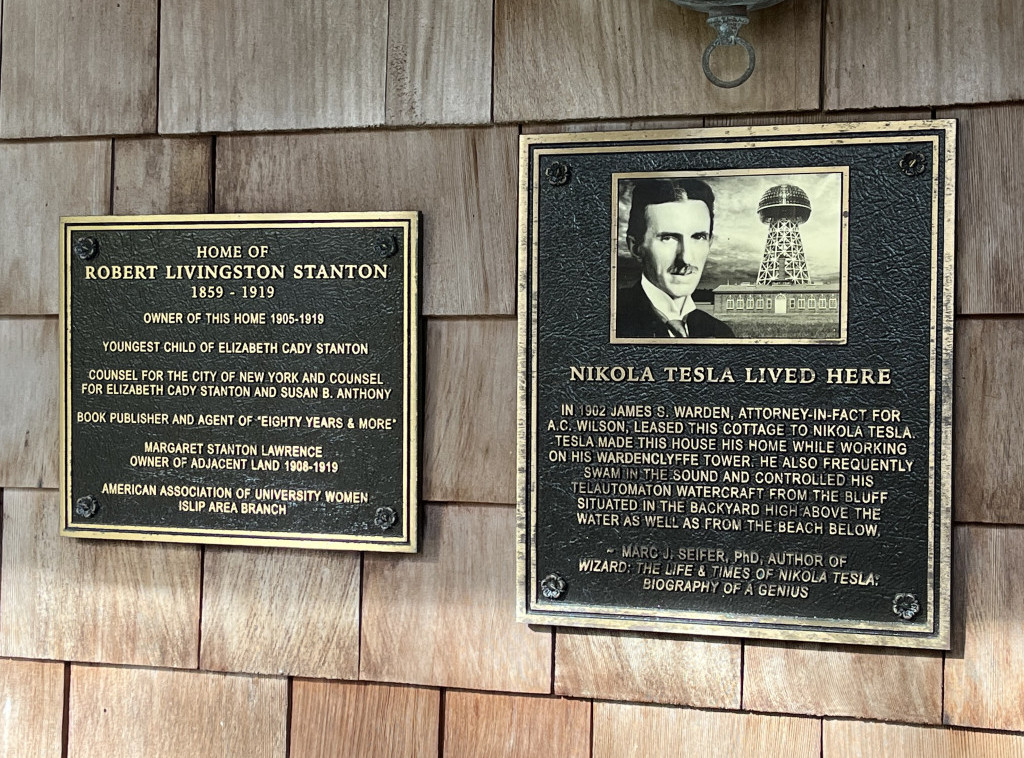 HOME OF
ROBERT LIVINGSTON STANTON
1859 - 1919
OWNER OF THIS HOME 1905-1919
YOUNGEST CHILD OF ELIZABETH CADY STANTON
COUNSEL FOR THE CITY OF NEW YORK AND COUNSEL
FOR ELIZABETH CADY STANTON AND SUSAN B. ANTHONY
BOOK PUBLISHER AND AGENT OF "EIGHTY YEARS & MORE"
MARGARET STANTON LAWRENCE
OWNER OF ADJACENT LAND 1908-1919
AMERICAN ASSOCIATION OF UNIVERSITY WOMEN
ISLIP AREA BRANCH
NIKOLA TESLA LIVED HERE
IN 1902 JAMES S. WARDEN, ATTORNEY-IN-FACT FOR
A.C. WILSON, LEASED THIS COTTAGE TO NIKOLA TESLA.
TESLA MADE THIS HOUSE HIS HOME WHILE WORKING
ON HIS WARDENCLYFFE TOWER. HE ALSO FREQUENTLY
SWAM IN THE SOUND AND CONTROLLED HIS
TELAUTOMATON WATERCRAFT FROM THE BLUFF
SITUATED IN THE BACKYARD HIGH ABOVE THE
WATER AS WELL AS FROM THE BEACH BELOW.
~ MARC J. SEIFER, PhD, AUTHOR OF
WIZARD: THE LIFE & TIMES OF NIKOLA TESLA:
BIOGRAPHY OF A GENIUS